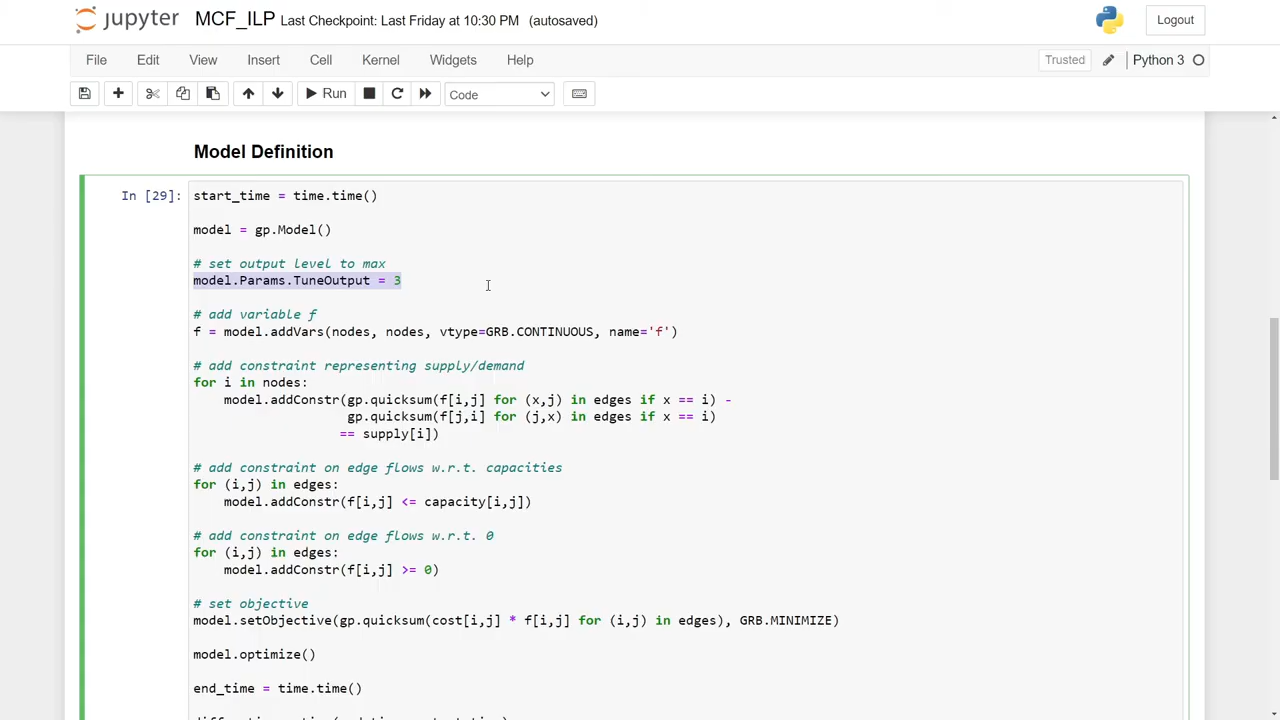 jupyter MCF_ILP Last Checkpoint: Last Friday at 10:30 PM (autosaved) Logout
File Edit View Insert Cell Kernel Widgets Help Trusted Python 3
Run Code
Model Definition
In [29]: start_time = time.time()
model = gp.Model()
# set output level to max
model.Params.TuneOutput = 3
# add variable f
f = model.addVars(nodes, nodes, vtype=GRB.CONTINUOUS, name='f')
# add constraint representing supply/demand
for i in nodes:
model.addConstr(gp.quicksum(f[i,j] for (x,j) in edges if x == i) -
gp.quicksum(f[j,i] for (j,x) in edges if x == i)
== supply[i])
# add constraint on edge flows w.r.t. capacities
for (i,j) in edges:
model.addConstr(f[i,j] <= capacity[i,j])
# add constraint on edge flows w.r.t. 0
for (i,j) in edges:
model.addConstr(f[i,j] >= 0)
# set objective
model.setObjective(gp.quicksum(cost[i,j] * f[i,j] for (i,j) in edges), GRB.MINIMIZE)
model.optimize()
end_time = time.time()